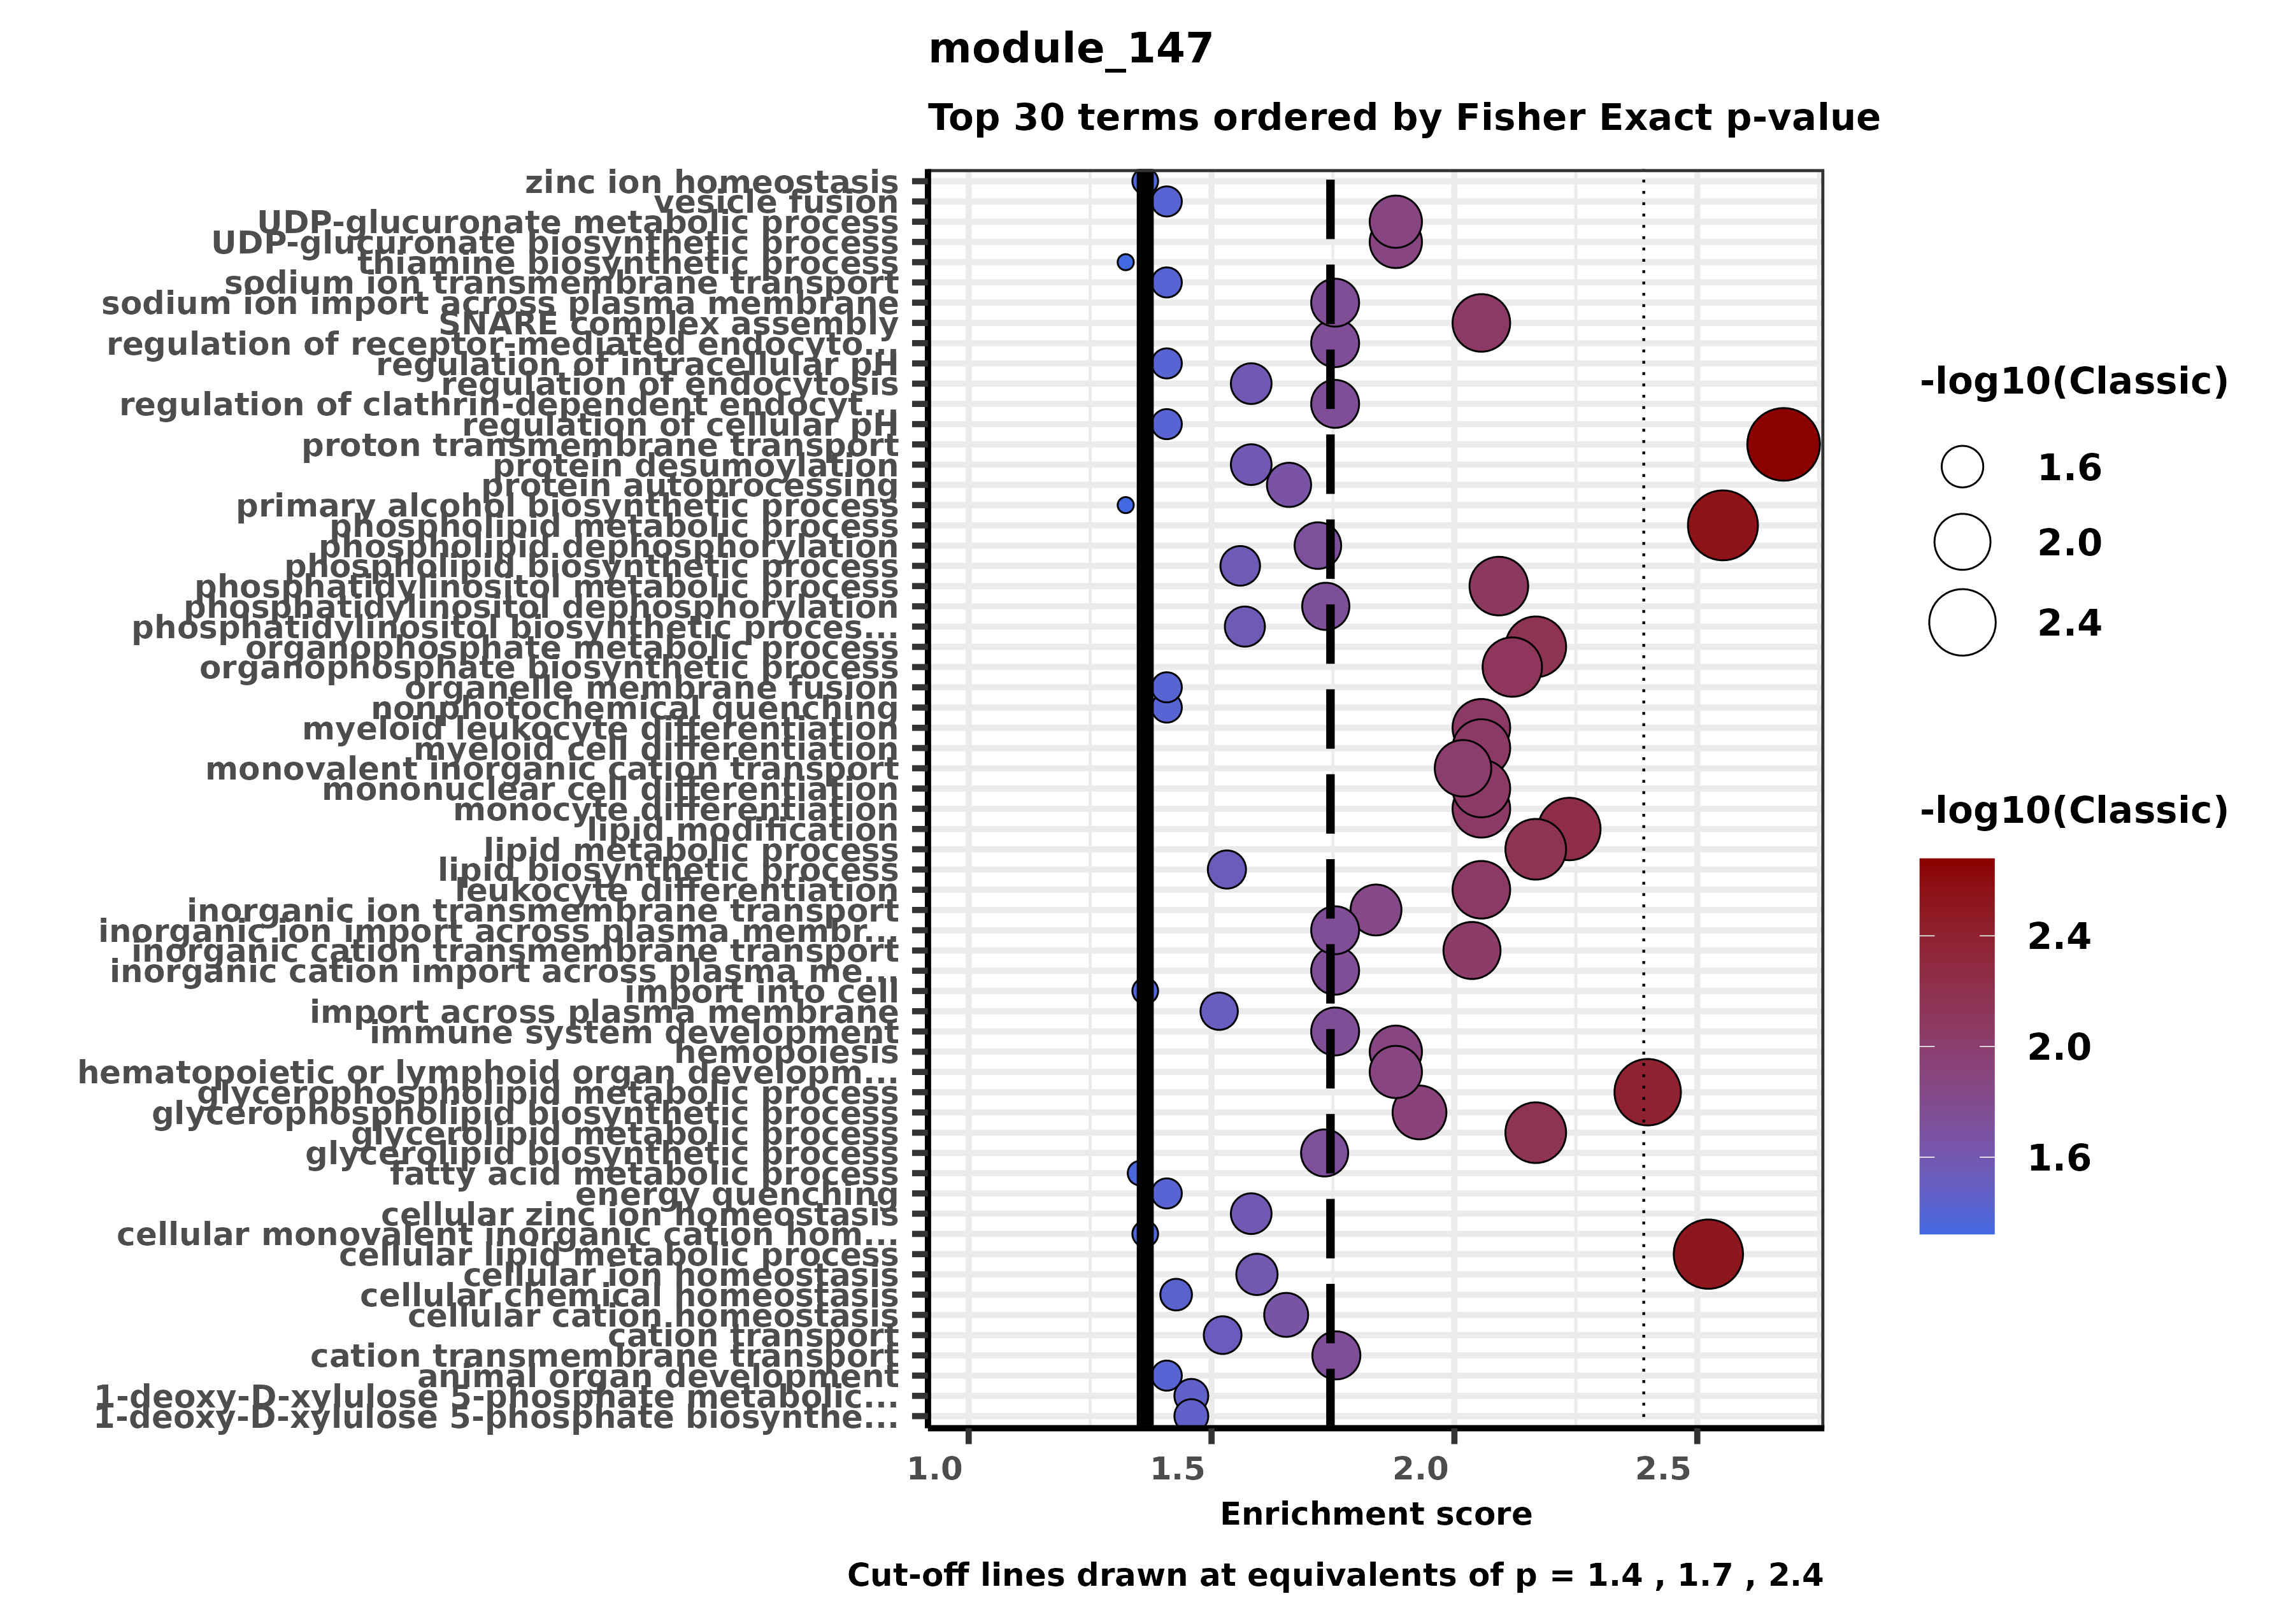 module_147
Top 30 terms ordered by Fisher Exact p-value
zinc ion homeostasis
vesicle fusion
UDP-glucuronate metabolic process
UDP-glucuronate biosynthetic process
thiamine biosynthetic process
sodium ion transmembrane transport
sodium ion import across plasma membrane
SNARE complex assembly
regulation of receptor-mediated endocyto...
regulation of intracellular pH
regulation of endocytosis
regulation of clathrin-dependent endocyt...
regulation of cellular pH
proton transmembrane transport
protein desumoylation
protein autoprocessing
primary alcohol biosynthetic process
phospholipid metabolic process
phospholipid dephosphorylation
phospholipid biosynthetic process
phosphatidylinositol metabolic process
phosphatidylinositol dephosphorylation
phosphatidylinositol biosynthetic proces...
organophosphate metabolic process
organophosphate biosynthetic process
organelle membrane fusion
nonphotochemical quenching
myeloid leukocyte differentiation
myeloid cell differentiation
monovalent inorganic cation transport
mononuclear cell differentiation
monocyte differentiation
lipid modification
lipid metabolic process
lipid biosynthetic process
leukocyte differentiation
inorganic ion transmembrane transport
inorganic ion import across plasma membr...
inorganic cation transmembrane transport
inorganic cation import across plasma me...
import into cell
import across plasma membrane
immune system development
hemopoiesis
hematopoietic or lymphoid organ developm...
glycerophospholipid metabolic process
glycerophospholipid biosynthetic process
glycerolipid metabolic process
glycerolipid biosynthetic process
fatty acid metabolic process
energy quenching
cellular zinc ion homeostasis
cellular monovalent inorganic cation hom...
cellular lipid metabolic process
cellular ion homeostasis
cellular chemical homeostasis
cellular cation homeostasis
cation transport
cation transmembrane transport
animal organ development
1-deoxy-D-xylulose 5-phosphate metabolic...
1-deoxy-D-xylulose 5-phosphate biosynthe...
1.0 1.5 2.0 2.5
Enrichment score
Cut-off lines drawn at equivalents of p = 1.4 , 1.7 , 2.4
-log10(Classic)
1.6
2.0
2.4
-log10(Classic)
2.4
2.0
1.6